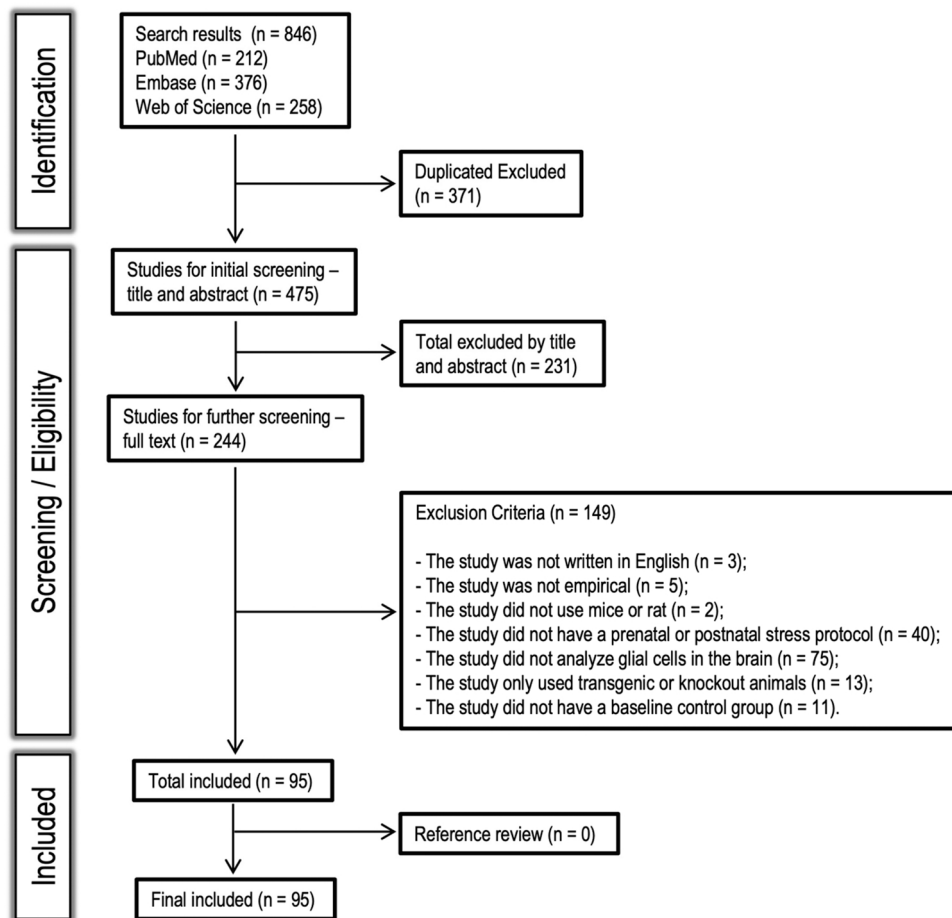 Identification
Search results (n = 846)
PubMed (n = 212)
Embase (n = 376)
Web of Science (n = 258)
Duplicated Excluded
(n = 371)
Screening / Eligibility
Studies for initial screening –
title and abstract (n = 475)
Total excluded by title
and abstract (n = 231)
Studies for further screening –
full text (n = 244)
Exclusion Criteria (n = 149)
- The study was not written in English (n = 3);
- The study was not empirical (n = 5);
- The study did not use mice or rat (n = 2);
- The study did not have a prenatal or postnatal stress protocol (n = 40);
- The study did not analyze glial cells in the brain (n = 75);
- The study only used transgenic or knockout animals (n = 13);
- The study did not have a baseline control group (n = 11).
Included
Total included (n = 95)
Reference review (n = 0)
Final included (n = 95)